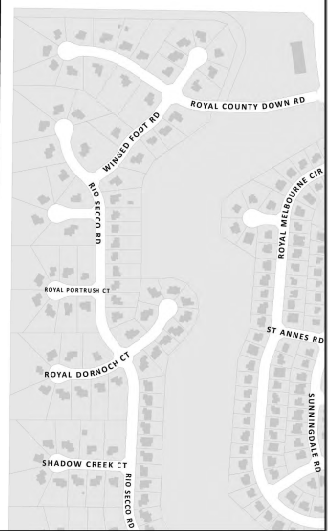 ROYAL COUNTY DOWN RD
WINGED FOOT RD
RIO SECCO RD
ROYAL MELBOURNE CIR
ROYAL PORTRUSH CT
ST ANNES RD
ROYAL DORNOCH CT
SUNNINGDALE RD
SHADOW CREEK CT
RIO SECCO RD